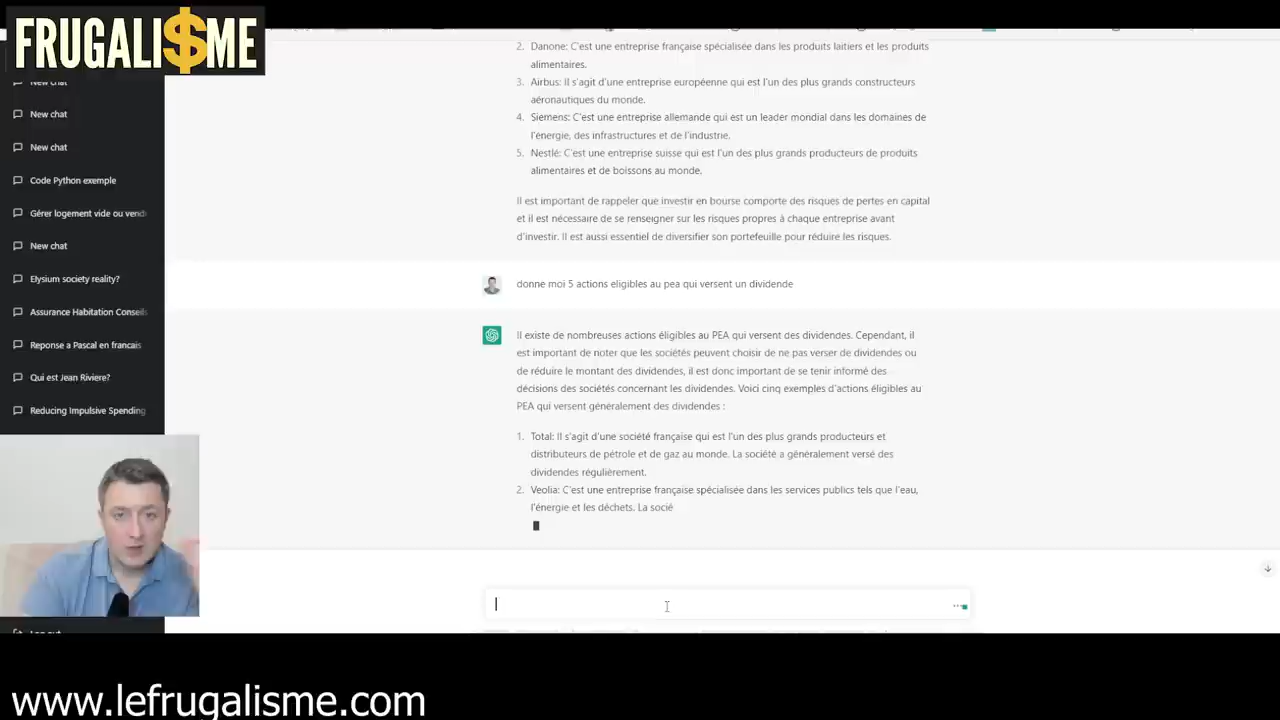 FRUGALI$ME
New chat
New chat
New chat
Code Python exemple
Gérer logement vide ou vend
New chat
Elysium society reality?
Assurance Habitation Conseils
Reponse a Pascal en francais
Qui est Jean Riviere?
Reducing Impulsive Spending
2. Danone: C'est une entreprise française spécialisée dans les produits laitiers et les produits
alimentaires.
3. Airbus: Il s'agit d'une entreprise européenne qui est l'un des plus grands constructeurs
aéronautiques du monde.
4. Siemens: C'est une entreprise allemande qui est un leader mondial dans les domaines de
l'énergie, des infrastructures et de l'industrie.
5. Nestlé: C'est une entreprise suisse qui est l'un des plus grands producteurs de produits
alimentaires et de boissons au monde.
Il est important de rappeler que investir en bourse comporte des risques de pertes en capital
et il est nécessaire de se renseigner sur les risques propres à chaque entreprise avant
d'investir. Il est aussi essentiel de diversifier son portefeuille pour réduire les risques.
donne moi 5 actions eligibles au pea qui versent un dividende
Il existe de nombreuses actions éligibles au PEA qui versent des dividendes. Cependant, il
est important de noter que les sociétés peuvent choisir de ne pas verser de dividendes ou
de réduire le montant des dividendes, il est donc important de se tenir informé des
décisions des sociétés concernant les dividendes. Voici cinq exemples d'actions éligibles au
PEA qui versent généralement des dividendes :
1. Total: Il s'agit d'une société française qui est l'un des plus grands producteurs et
distributeurs de pétrole et de gaz au monde. La société a généralement versé des
dividendes régulièrement.
2. Veolia: C'est une entreprise française spécialisée dans les services publics tels que l'eau,
l'énergie et les déchets. La socié
www.lefrugalisme.com